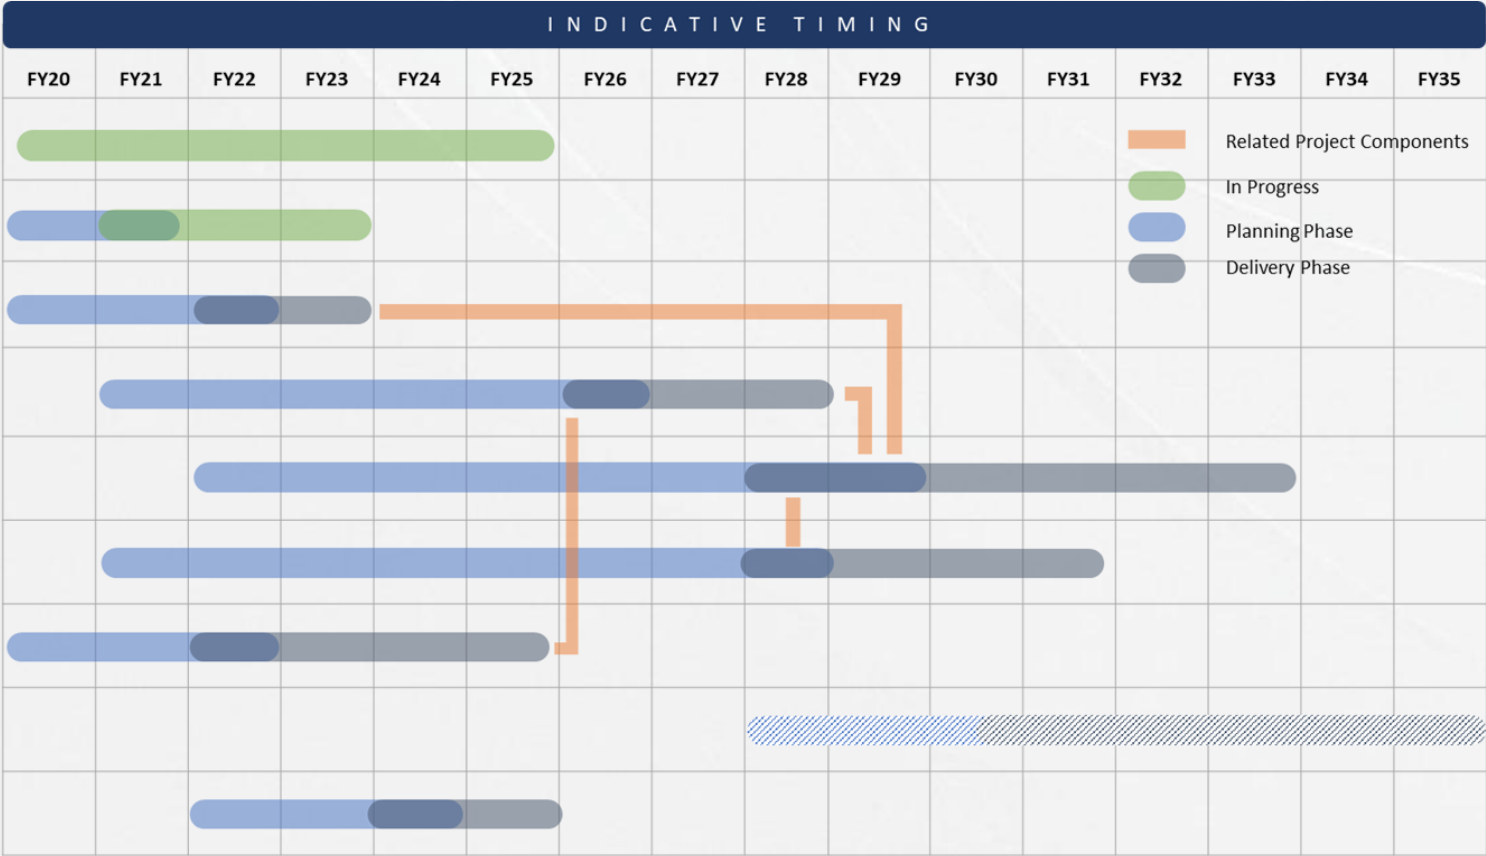 INDICATIVE TIMING
FY20 FY21 FY22 FY23 FY24 FY25 FY26 FY27 FY28 FY29 FY30 FY31 FY32 FY33 FY34 FY35
Related Project Components
In Progress
Planning Phase
Delivery Phase